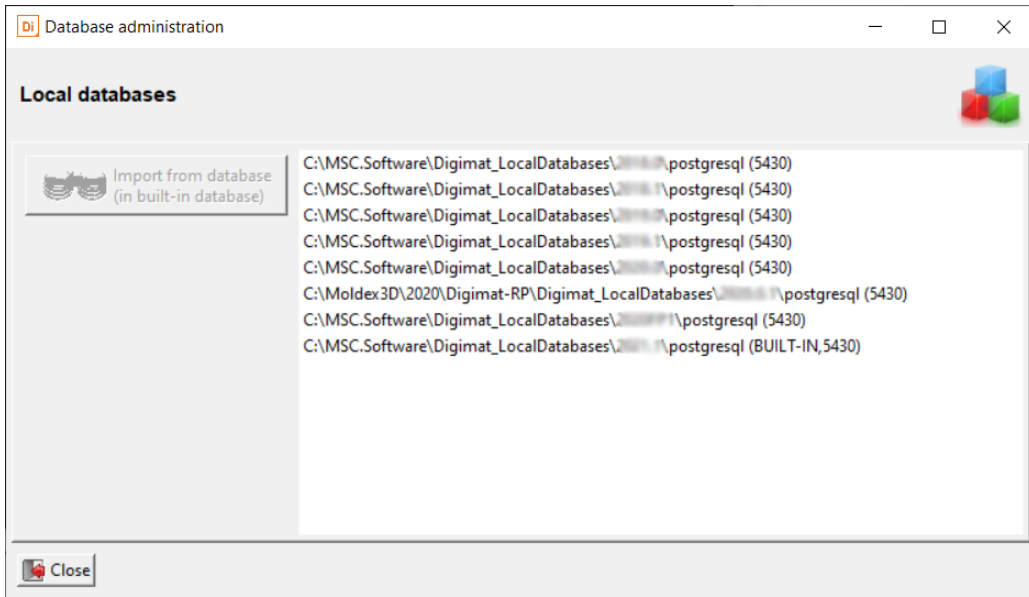 Di Database administration
Local databases
Import from database
(in built-in database)
C:\MSC.Software\Digimat_LocalDatabases\ \postgresql (5430)
C:\MSC.Software\Digimat_LocalDatabases\ \postgresql (5430)
C:\MSC.Software\Digimat_LocalDatabases\ \postgresql (5430)
C:\MSC.Software\Digimat_LocalDatabases\ \postgresql (5430)
C:\MSC.Software\Digimat_LocalDatabases\ \postgresql (5430)
C:\Moldex3D\2020\Digimat-RP\Digimat_LocalDatabases\ \postgresql (5430)
C:\MSC.Software\Digimat_LocalDatabases\ \postgresql (5430)
C:\MSC.Software\Digimat_LocalDatabases\ \postgresql (BUILT-IN,5430)
Close